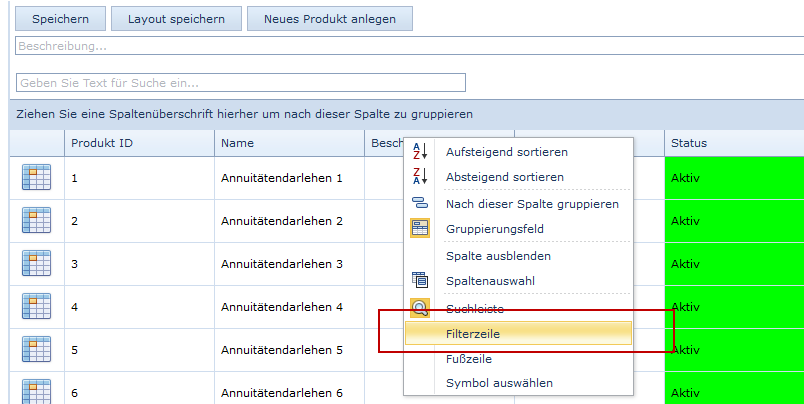 Speichern Layout speichern Neues Produkt anlegen
Beschreibung...
Geben Sie Text für Suche ein...
Ziehen Sie eine Spaltenüberschrift hierher um nach dieser Spalte zu gruppieren
Produkt ID Name Besch Status
1 Annuitätendarlehen 1 Aktiv
2 Annuitätendarlehen 2 Aktiv
3 Annuitätendarlehen 3 Aktiv
4 Annuitätendarlehen 4 Aktiv
5 Annuitätendarlehen 5 Aktiv
6 Annuitätendarlehen 6 Aktiv
Aufsteigend sortieren
Absteigend sortieren
Nach dieser Spalte gruppieren
Gruppierungsfeld
Spalte ausblenden
Spaltenauswahl
Suchleiste
Filterzeile
Fußzeile
Symbol auswählen